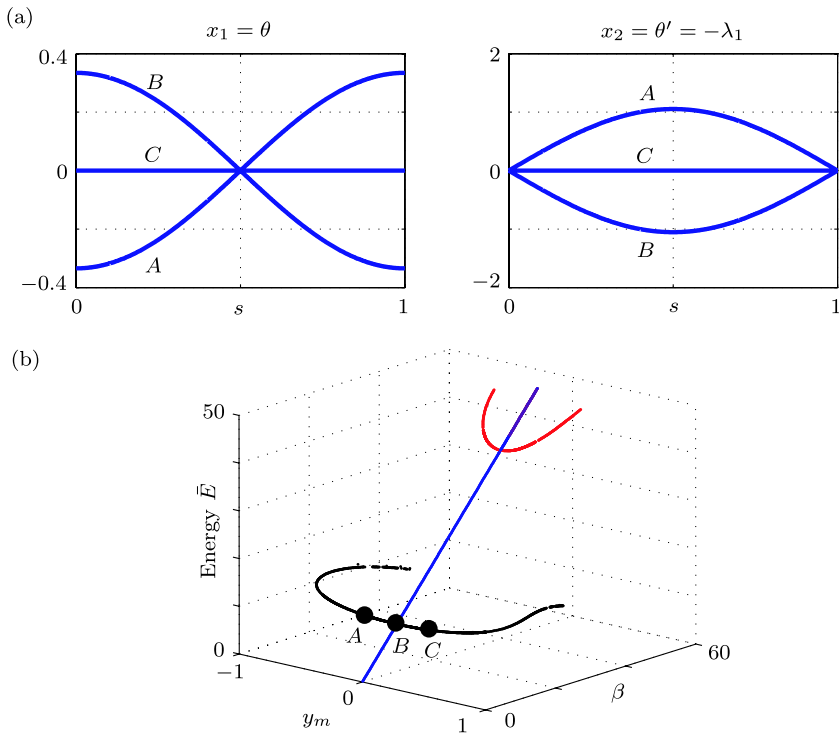 (a)
x₁ = θ
x₂ = θ′ = −λ₁
0.4
0
−0.4
0
s
1
B
C
A
2
0
−2
0
s
1
A
C
B
(b)
50
0
Energy Ē
−1
0
1
y_m
0
60
β
A
B
C